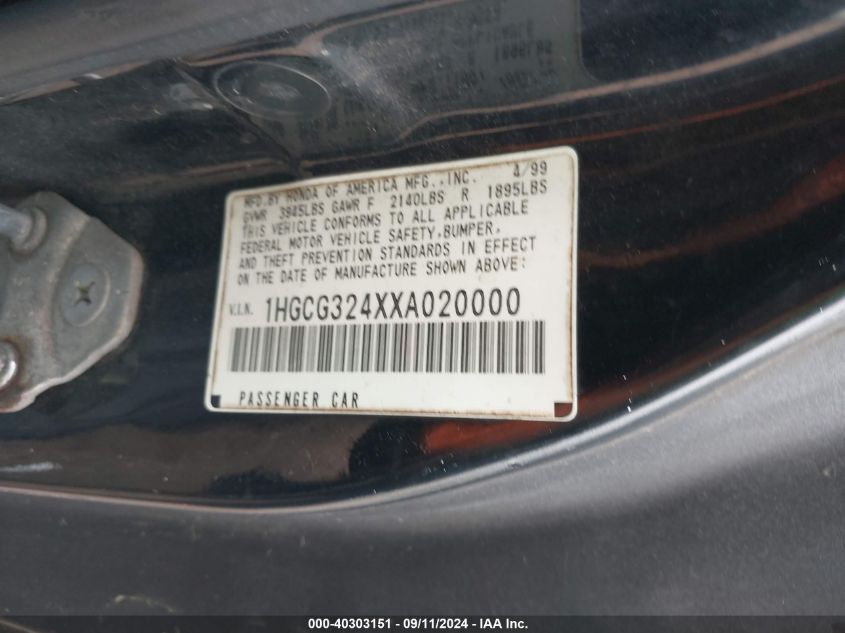 MFD.BY HONDA OF AMERICA MFG.,INC. 4/99
GVWR 3945LBS GAWR F 2140LBS R 1895LBS
THIS VEHICLE CONFORMS TO ALL APPLICABLE
FEDERAL MOTOR VEHICLE SAFETY,BUMPER,
AND THEFT PREVENTION STANDARDS IN EFFECT
ON THE DATE OF MANUFACTURE SHOWN ABOVE:
V.I.N. 1HGCG324XXA020000
PASSENGER CAR
000-40303151 - 09/11/2024 - IAA Inc.